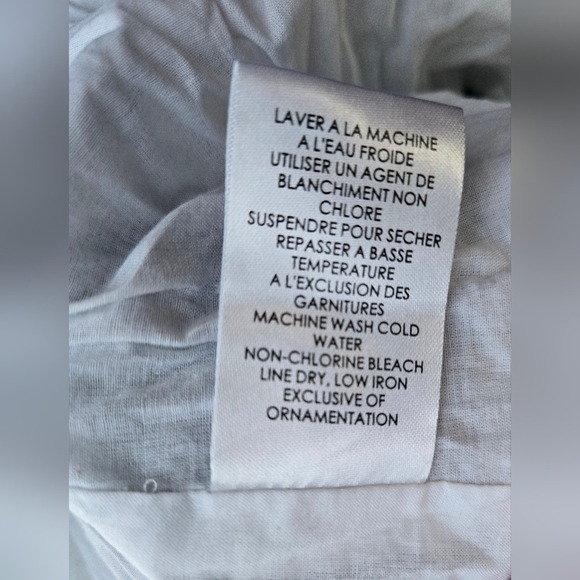 LAVER A LA MACHINE
A L'EAU FROIDE
UTILISER UN AGENT DE
BLANCHIMENT NON
CHLORE
SUSPENDRE POUR SECHER
REPASSER A BASSE
TEMPERATURE
A L'EXCLUSION DES
GARNITURES
MACHINE WASH COLD
WATER
NON-CHLORINE BLEACH
LINE DRY, LOW IRON
EXCLUSIVE OF
ORNAMENTATION